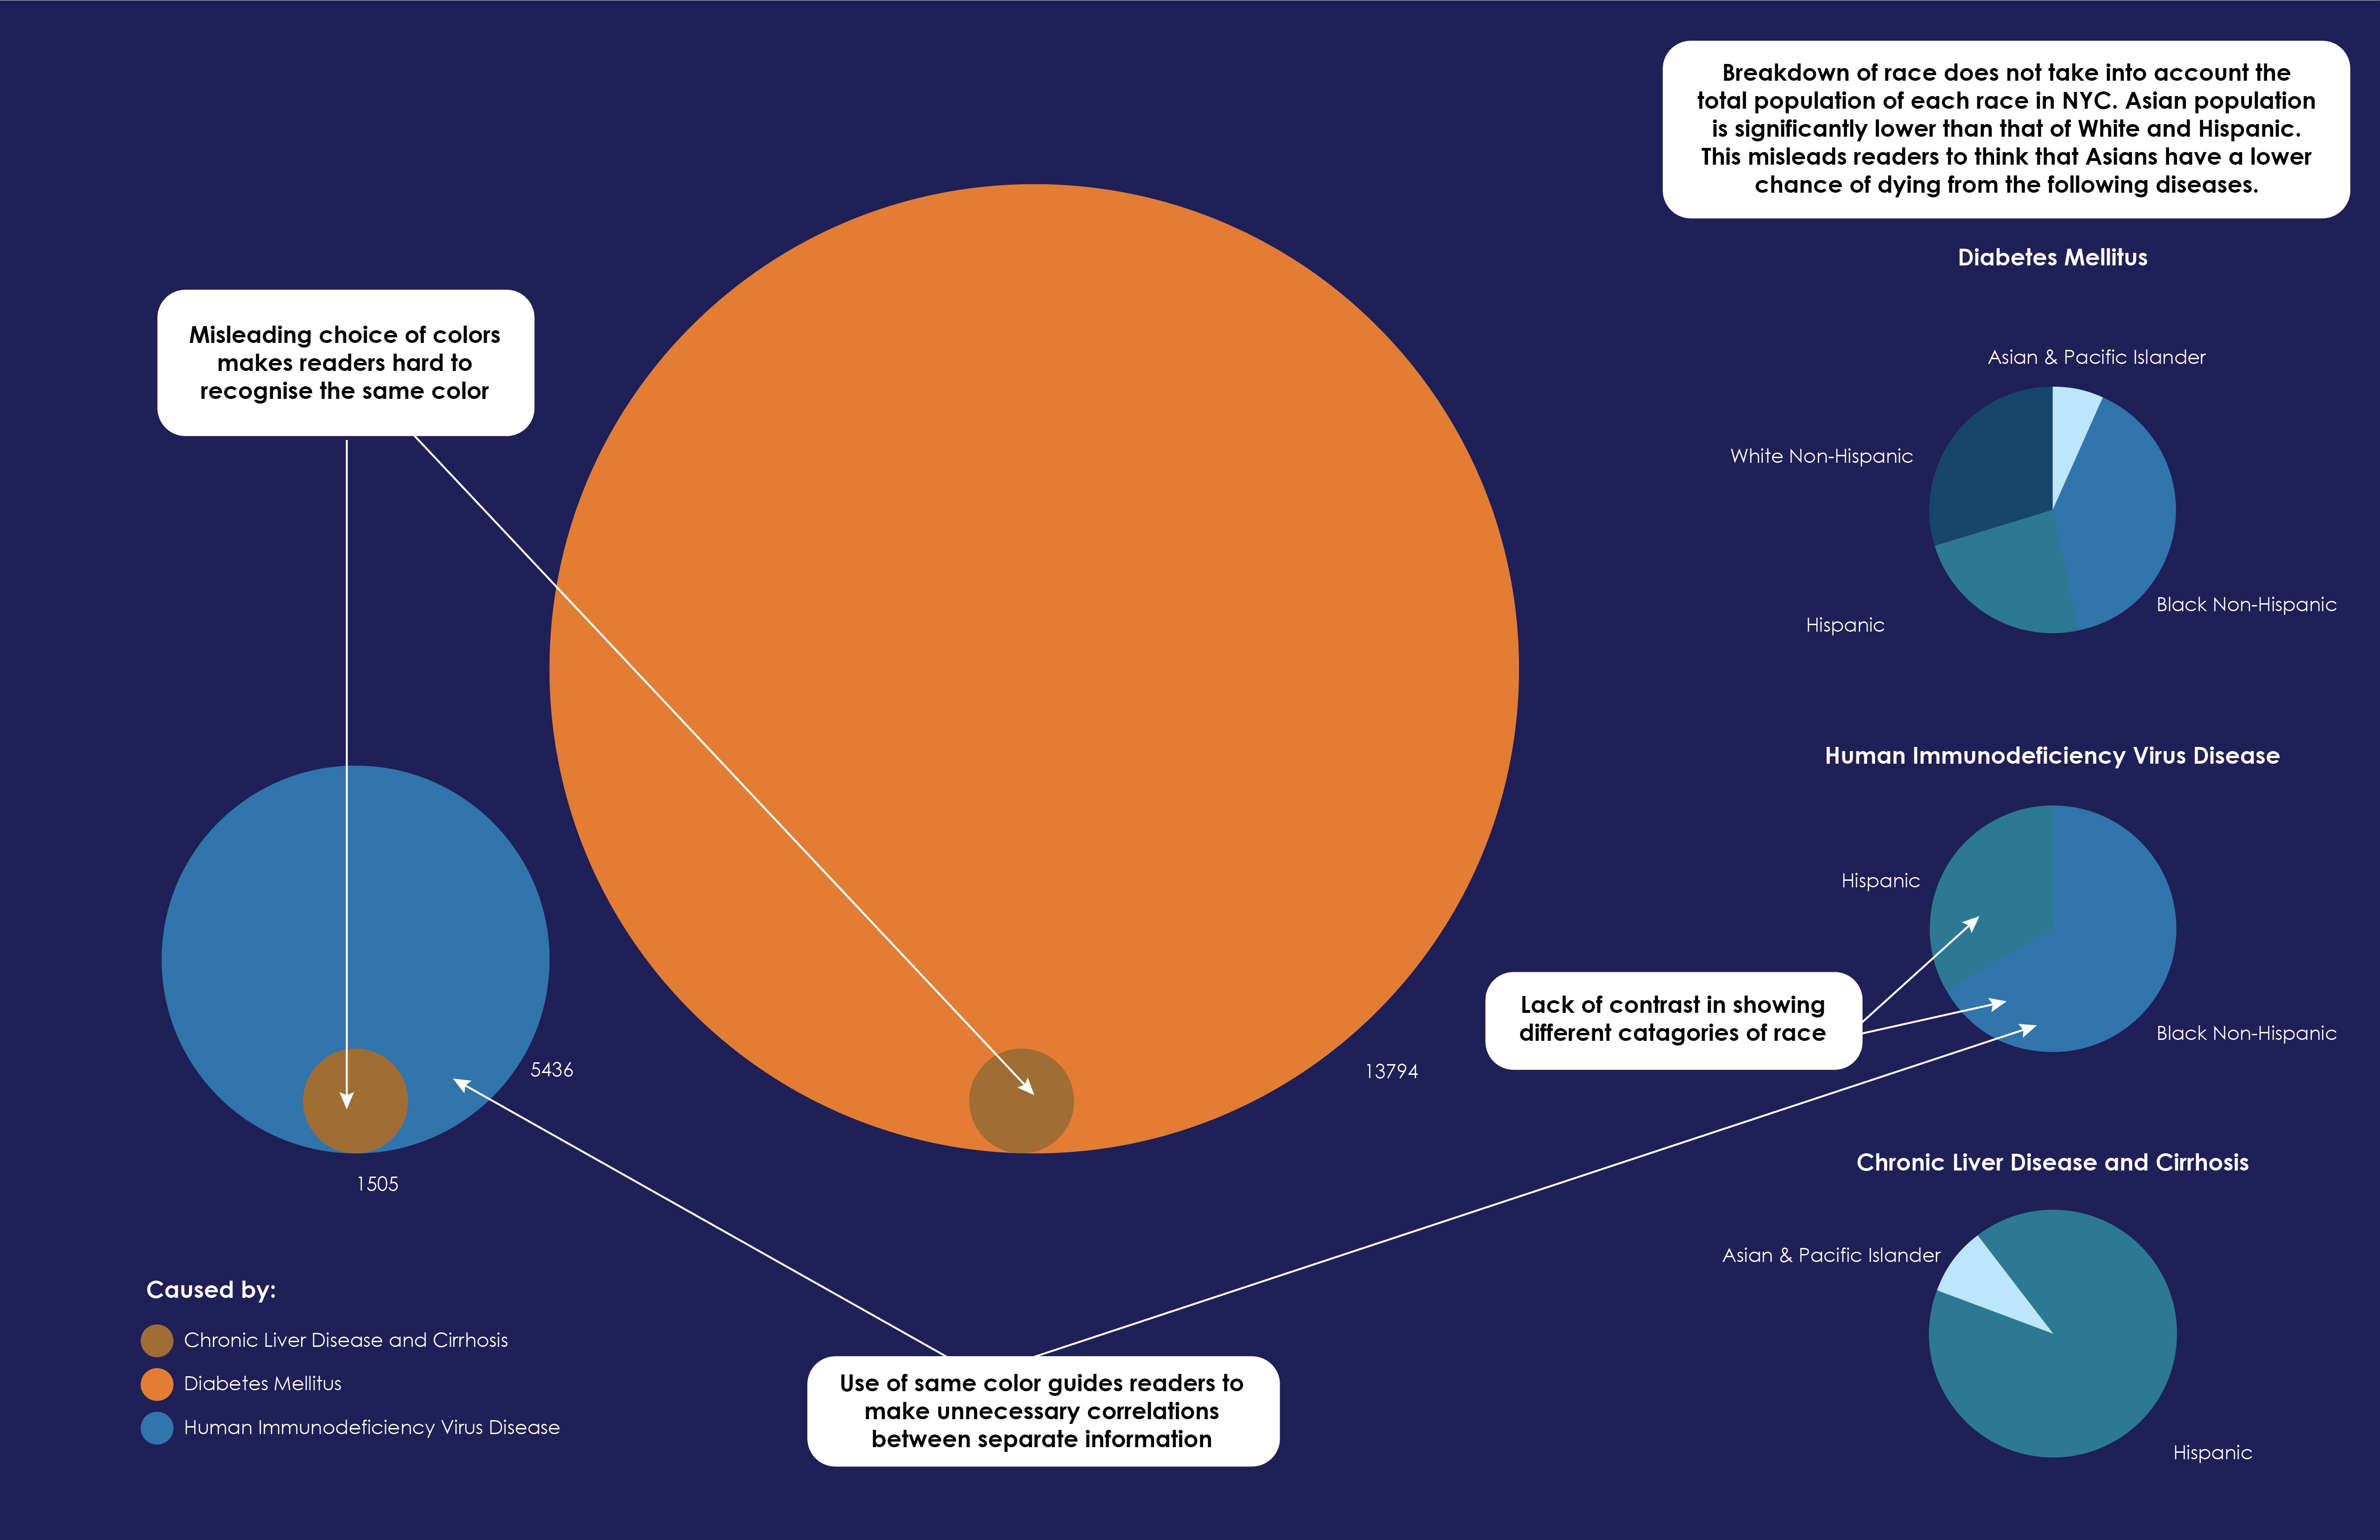 Breakdown of race does not take into account the
total population of each race in NYC. Asian population
is significantly lower than that of White and Hispanic.
This misleads readers to think that Asians have a lower
chance of dying from the following diseases.
Misleading choice of colors
makes readers hard to
recognise the same color
Diabetes Mellitus
Asian & Pacific Islander
White Non-Hispanic
Black Non-Hispanic
Hispanic
Human Immunodeficiency Virus Disease
Hispanic
Black Non-Hispanic
Lack of contrast in showing
different catagories of race
5436
13794
1505
Chronic Liver Disease and Cirrhosis
Asian & Pacific Islander
Hispanic
Caused by:
Chronic Liver Disease and Cirrhosis
Diabetes Mellitus
Human Immunodeficiency Virus Disease
Use of same color guides readers to
make unnecessary correlations
between separate information